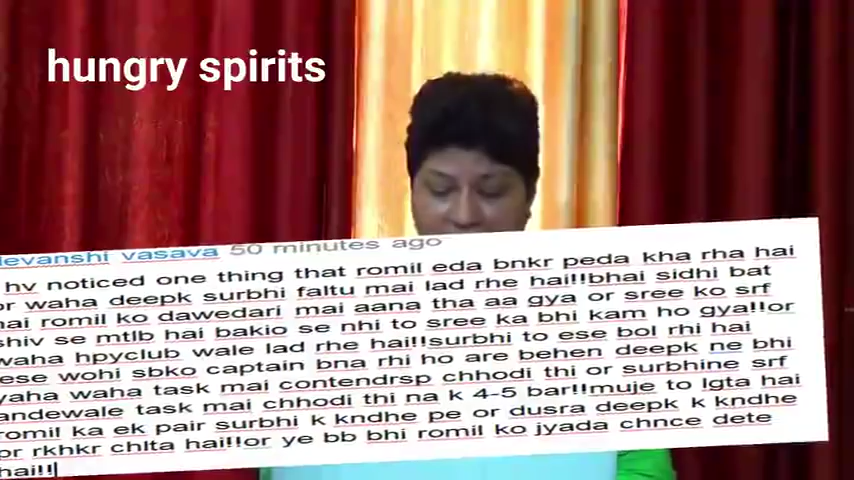 hungry spirits
devanshi vasava 50 minutes ago
hv noticed one thing that romil eda bnkr peda kha rha hai
or waha deepk surbhi faltu mai lad rhe hai!!bhai sidhi bat
hai romil ko dawedari mai aana tha aa gya or sree ko srf
shiv se mtlb hai bakio se nhi to sree ka bhi kam ho gya!!or
waha hpyclub wale lad rhe hai!!surbhi to ese bol rhi hai
jese wohi sbko captain bna rhi ho are behen deepk ne bhi
yaha waha task mai contendrsp chhodi thi or surbhine srf
andewale task mai chhodi thi na k 4-5 bar!!muje to lgta hai
romil ka ek pair surbhi k kndhe pe or dusra deepk k kndhe
pr rkhkr chlta hai!!or ye bb bhi romil ko jyada chnce dete
hai!!